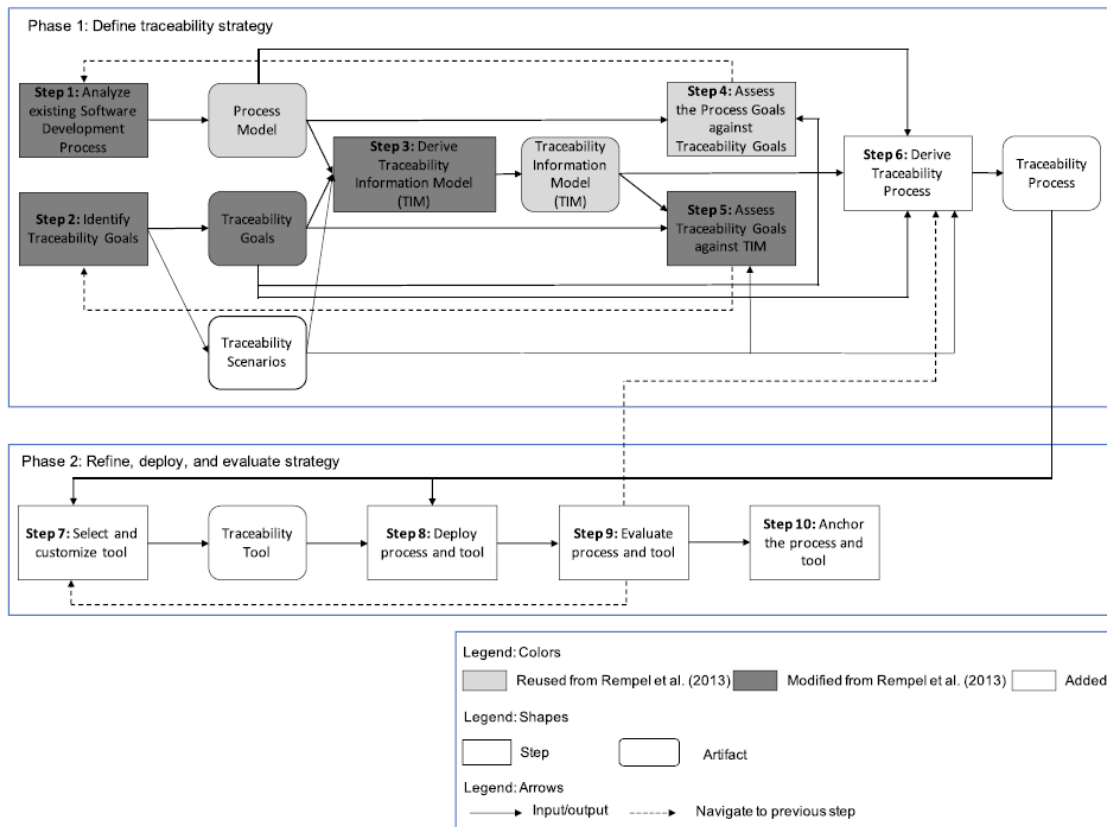 Phase 1: Define traceability strategy
Step 1: Analyze
existing Software
Development
Process
Process
Model
Step 4: Assess
the Process Goals
against
Traceability Goals
Step 3: Derive
Traceability
Information Model
(TIM)
Traceability
Information
Model
(TIM)
Step 6: Derive
Traceability
Process
Traceability
Process
Step 2: Identify
Traceability Goals
Traceability
Goals
Step 5: Assess
Traceability Goals
against TIM
Traceability
Scenarios
Phase 2: Refine, deploy, and evaluate strategy
Step 7: Select and
customize tool
Traceability
Tool
Step 8: Deploy
process and tool
Step 9: Evaluate
process and tool
Step 10: Anchor
the process and
tool
Legend: Colors
Reused from Rempel et al. (2013)
Modified from Rempel et al. (2013)
Added
Legend: Shapes
Step
Artifact
Legend: Arrows
Input/output
Navigate to previous step